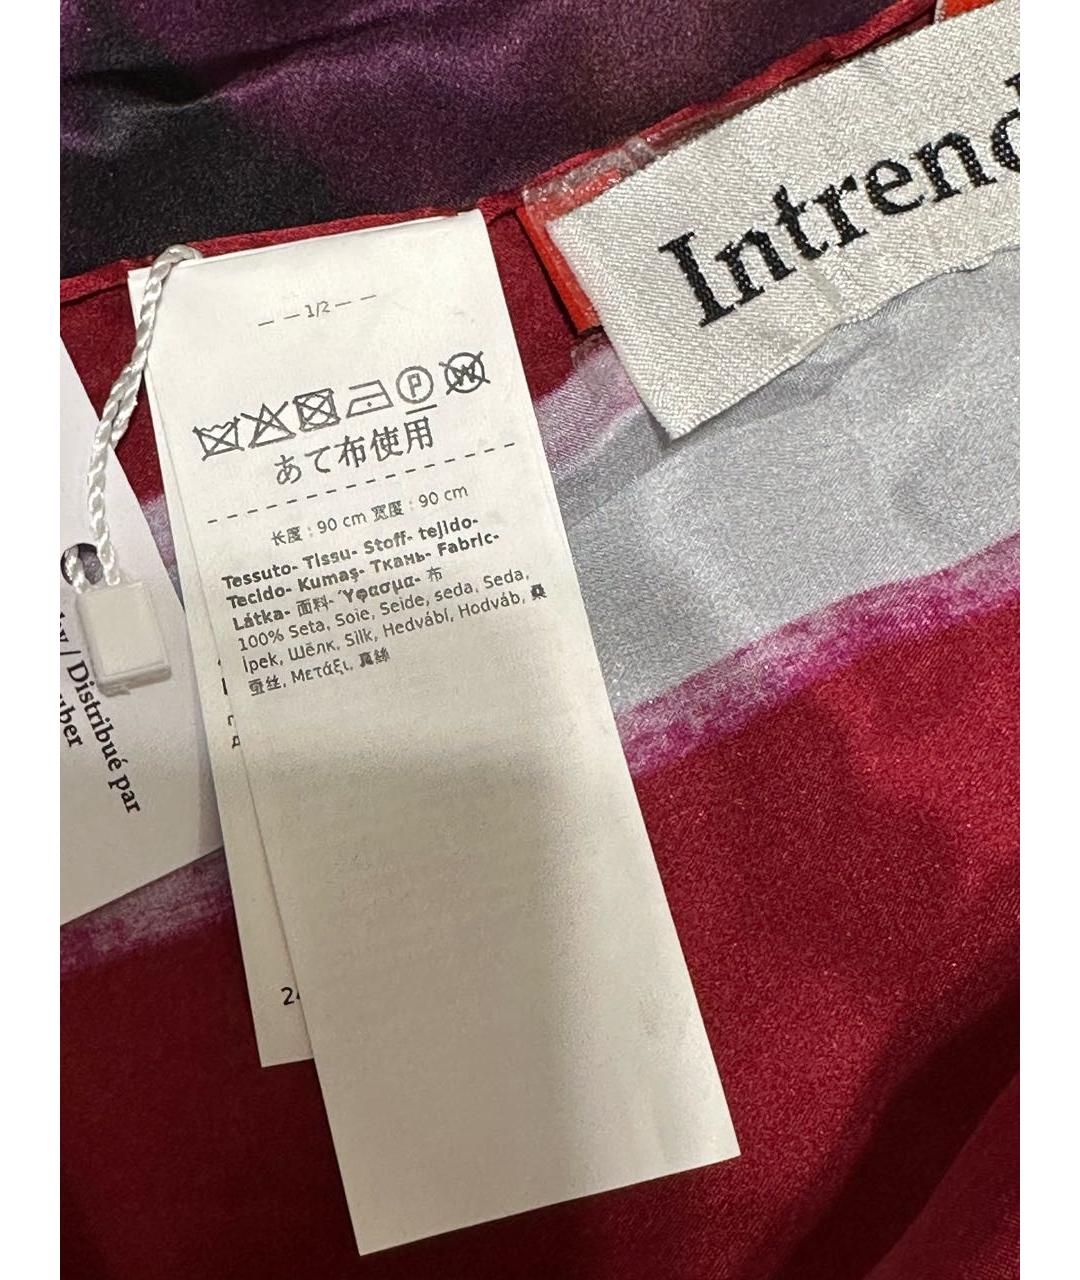 Intrend
— — 1/2 — —
P W
あて布使用
长度 : 90 cm 宽度 : 90 cm
Tessuto- Tissu- Stoff- tejido-
Tecido- Kumaş- Ткань- Fabric-
Látka- 面料- Ύφασμα- 布
100% Seta, Soie, Seide, seda, Seda,
İpek, Шёлк, Silk, Hedvábí, Hodváb, 桑
蚕丝, Μετάξι, 真絲
/ Distribué par